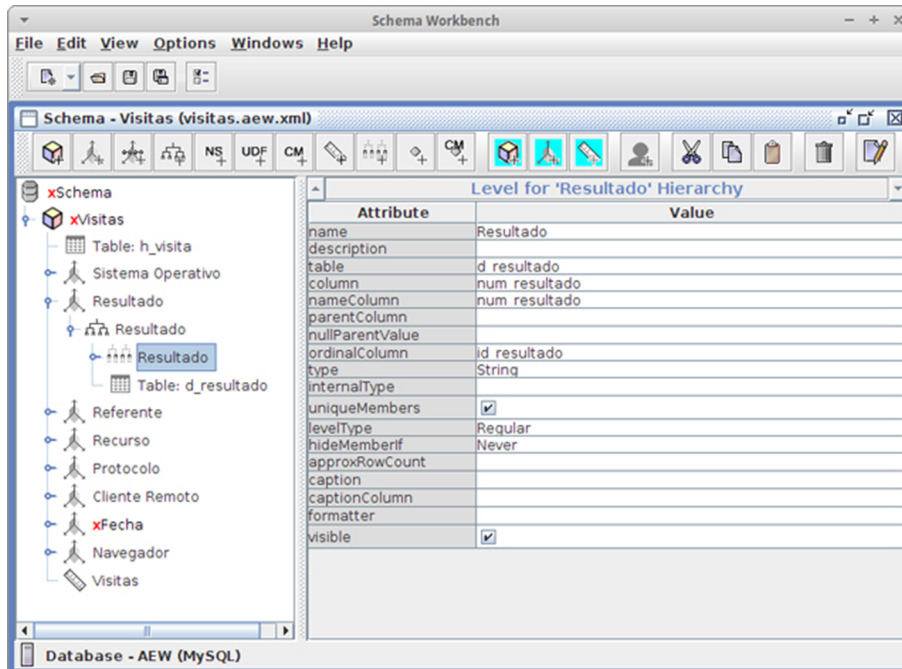 Schema Workbench
File Edit View Options Windows Help
Schema - Visitas (visitas.aew.xml)
NS UDF CM CM
xSchema
xVisitas
Table: h_visita
Sistema Operativo
Resultado
Resultado
Resultado
Table: d_resultado
Referente
Recurso
Protocolo
Cliente Remoto
xFecha
Navegador
Visitas
Level for 'Resultado' Hierarchy
Attribute Value
name Resultado
description
table d_resultado
column num_resultado
nameColumn num_resultado
parentColumn
nullParentValue
ordinalColumn id_resultado
type String
internalType
uniqueMembers
levelType Regular
hideMemberIf Never
approxRowCount
caption
captionColumn
formatter
visible
Database - AEW (MySQL)